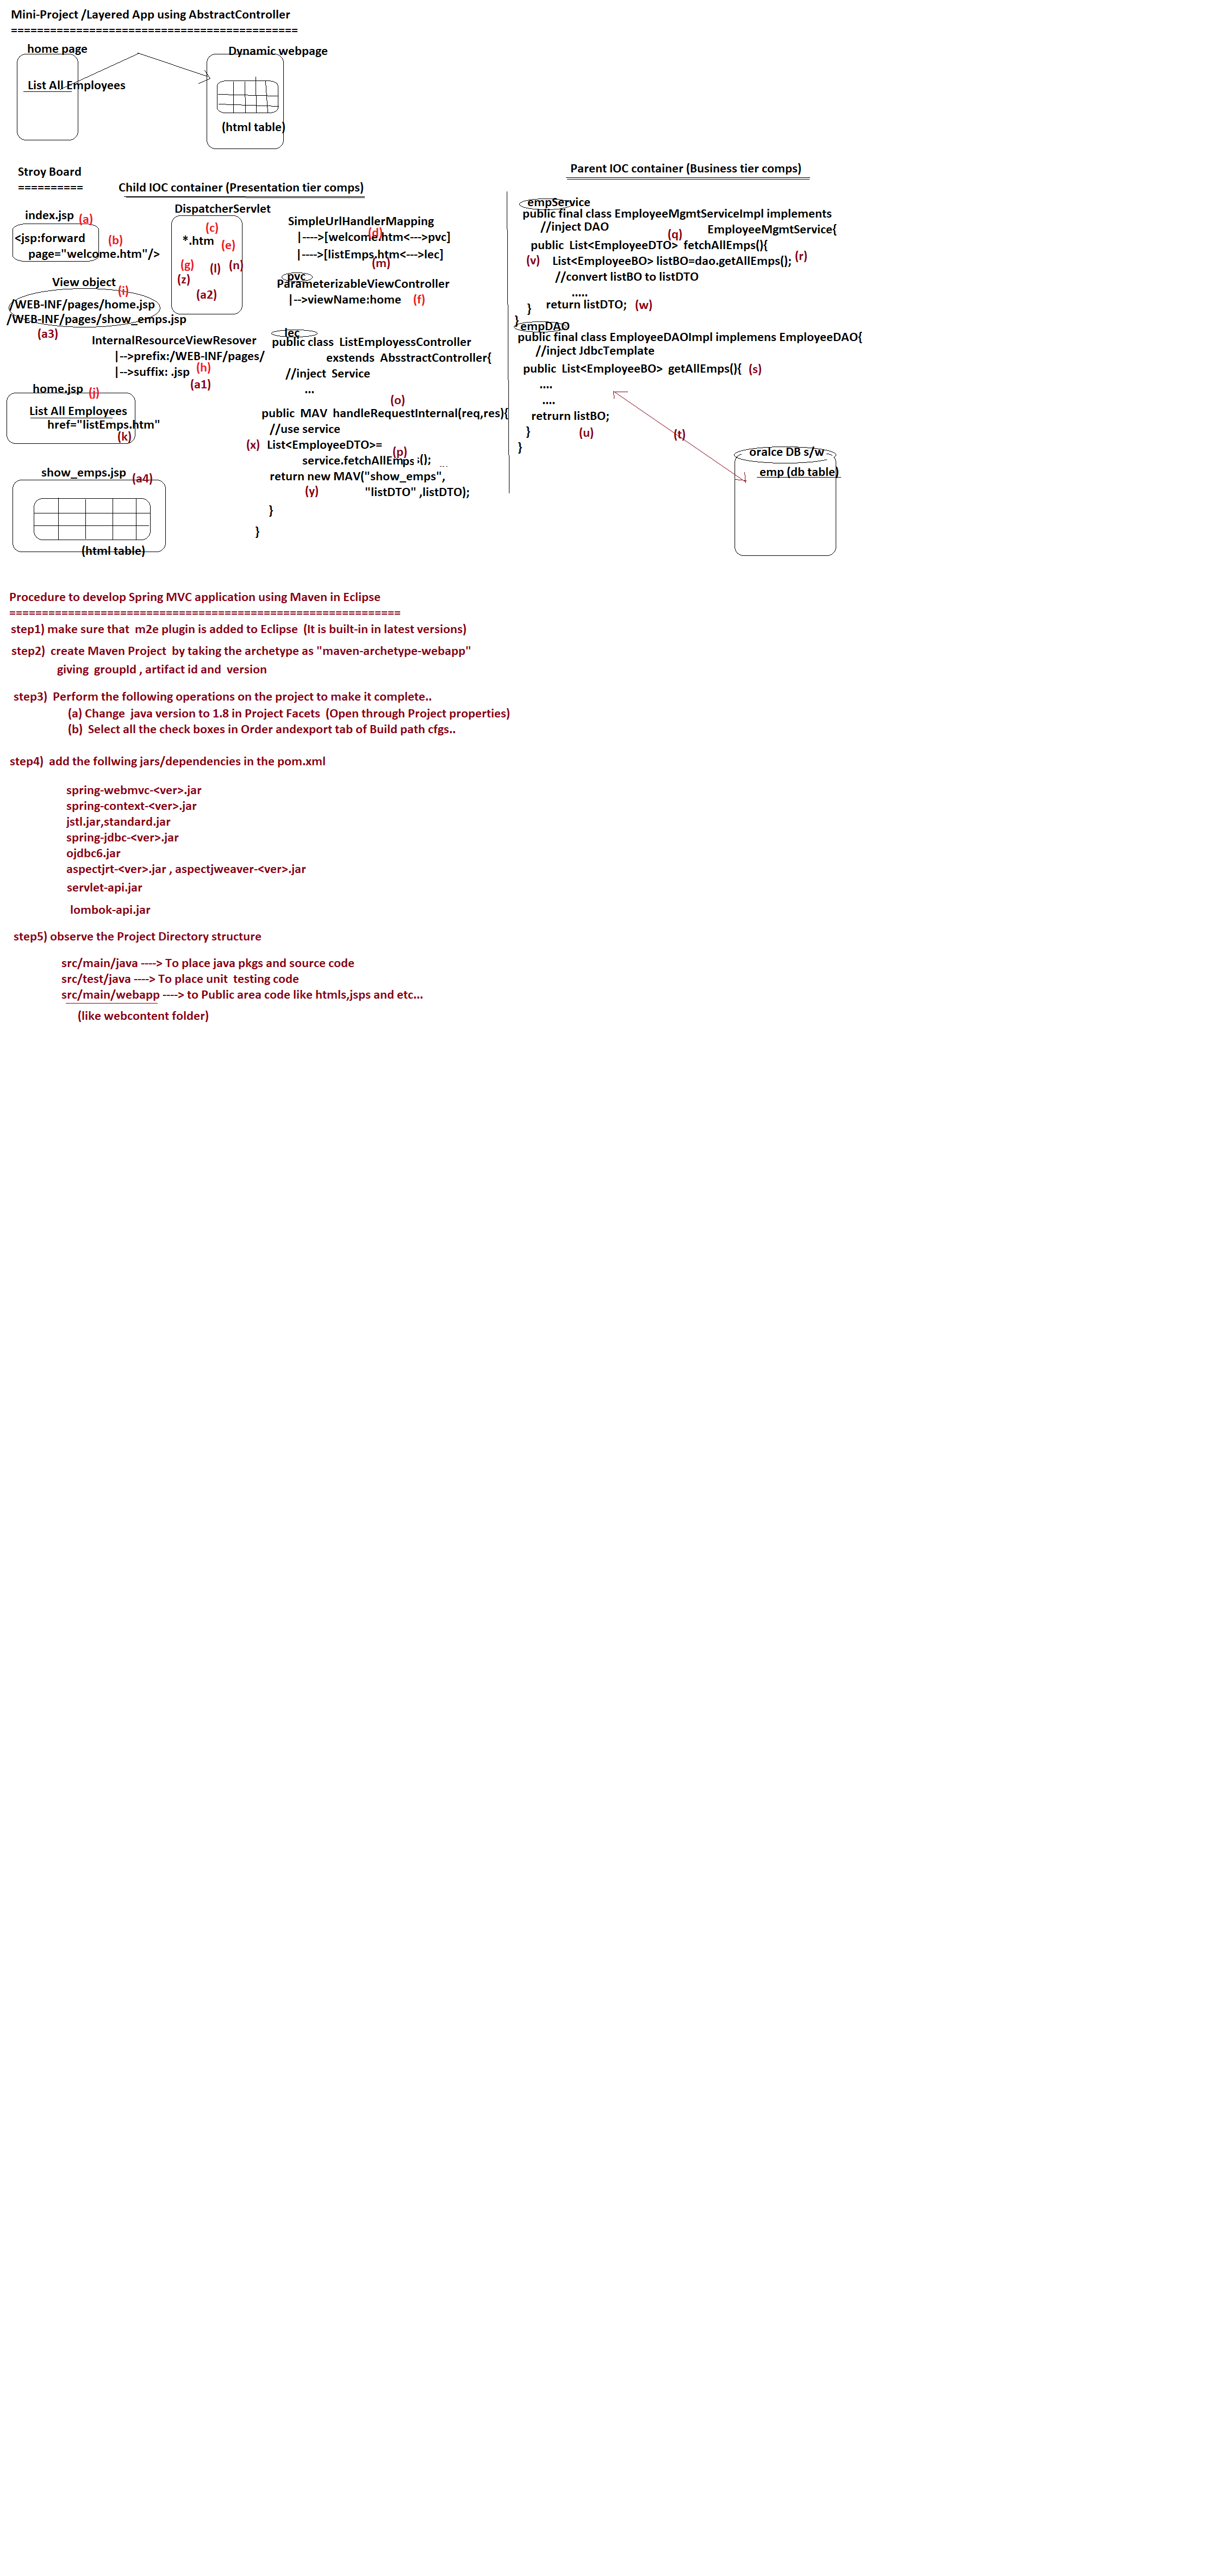 Mini-Project /Layered App using AbstractController
============================================
home page
Dynamic webpage
List All Employees
(html table)
Stroy Board
==========
Child IOC container (Presentation tier comps)
Parent IOC container (Business tier comps)
index.jsp (a)
<jsp:forward
page="welcome.htm"/>
(b)
DispatcherServlet
(c)
*.htm (e)
(g) (l) (n)
(z)
(a2)
SimpleUrlHandlerMapping
(d)
|---->[welcome.htm<--->pvc]
|---->[listEmps.htm<--->lec]
(m)
pvc
ParameterizableViewController
|-->viewName:home (f)
View object
(i)
/WEB-INF/pages/home.jsp
/WEB-INF/pages/show_emps.jsp
(a3)
InternalResourceViewResover
|-->prefix:/WEB-INF/pages/
|-->suffix: .jsp (h)
(a1)
lec
public class ListEmployessController
exstends AbsstractController{
//inject Service
...
(o)
public MAV handleRequestInternal(req,res){
//use service
(x) List<EmployeeDTO>=
(p)
service.fetchAllEmps();
return new MAV("show_emps",
(y) "listDTO" ,listDTO);
}
}
home.jsp (j)
List All Employees
href="listEmps.htm"
(k)
show_emps.jsp (a4)
(html table)
empService
public final class EmployeeMgmtServiceImpl implements
//inject DAO (q) EmployeeMgmtService{
public List<EmployeeDTO> fetchAllEmps(){
(v) List<EmployeeBO> listBO=dao.getAllEmps(); (r)
//convert listBO to listDTO
.....
return listDTO; (w)
}
}
empDAO
public final class EmployeeDAOImpl implemens EmployeeDAO{
//inject JdbcTemplate
public List<EmployeeBO> getAllEmps(){ (s)
....
....
retrurn listBO;
} (u) (t)
}
oralce DB s/w
emp (db table)
Procedure to develop Spring MVC application using Maven in Eclipse
============================================================
step1) make sure that m2e plugin is added to Eclipse (It is built-in in latest versions)
step2) create Maven Project by taking the archetype as "maven-archetype-webapp"
giving groupId , artifact id and version
step3) Perform the following operations on the project to make it complete..
(a) Change java version to 1.8 in Project Facets (Open through Project properties)
(b) Select all the check boxes in Order andexport tab of Build path cfgs..
step4) add the follwing jars/dependencies in the pom.xml
spring-webmvc-<ver>.jar
spring-context-<ver>.jar
jstl.jar,standard.jar
spring-jdbc-<ver>.jar
ojdbc6.jar
aspectjrt-<ver>.jar , aspectjweaver-<ver>.jar
servlet-api.jar
lombok-api.jar
step5) observe the Project Directory structure
src/main/java ----> To place java pkgs and source code
src/test/java ----> To place unit testing code
src/main/webapp ----> to Public area code like htmls,jsps and etc...
(like webcontent folder)